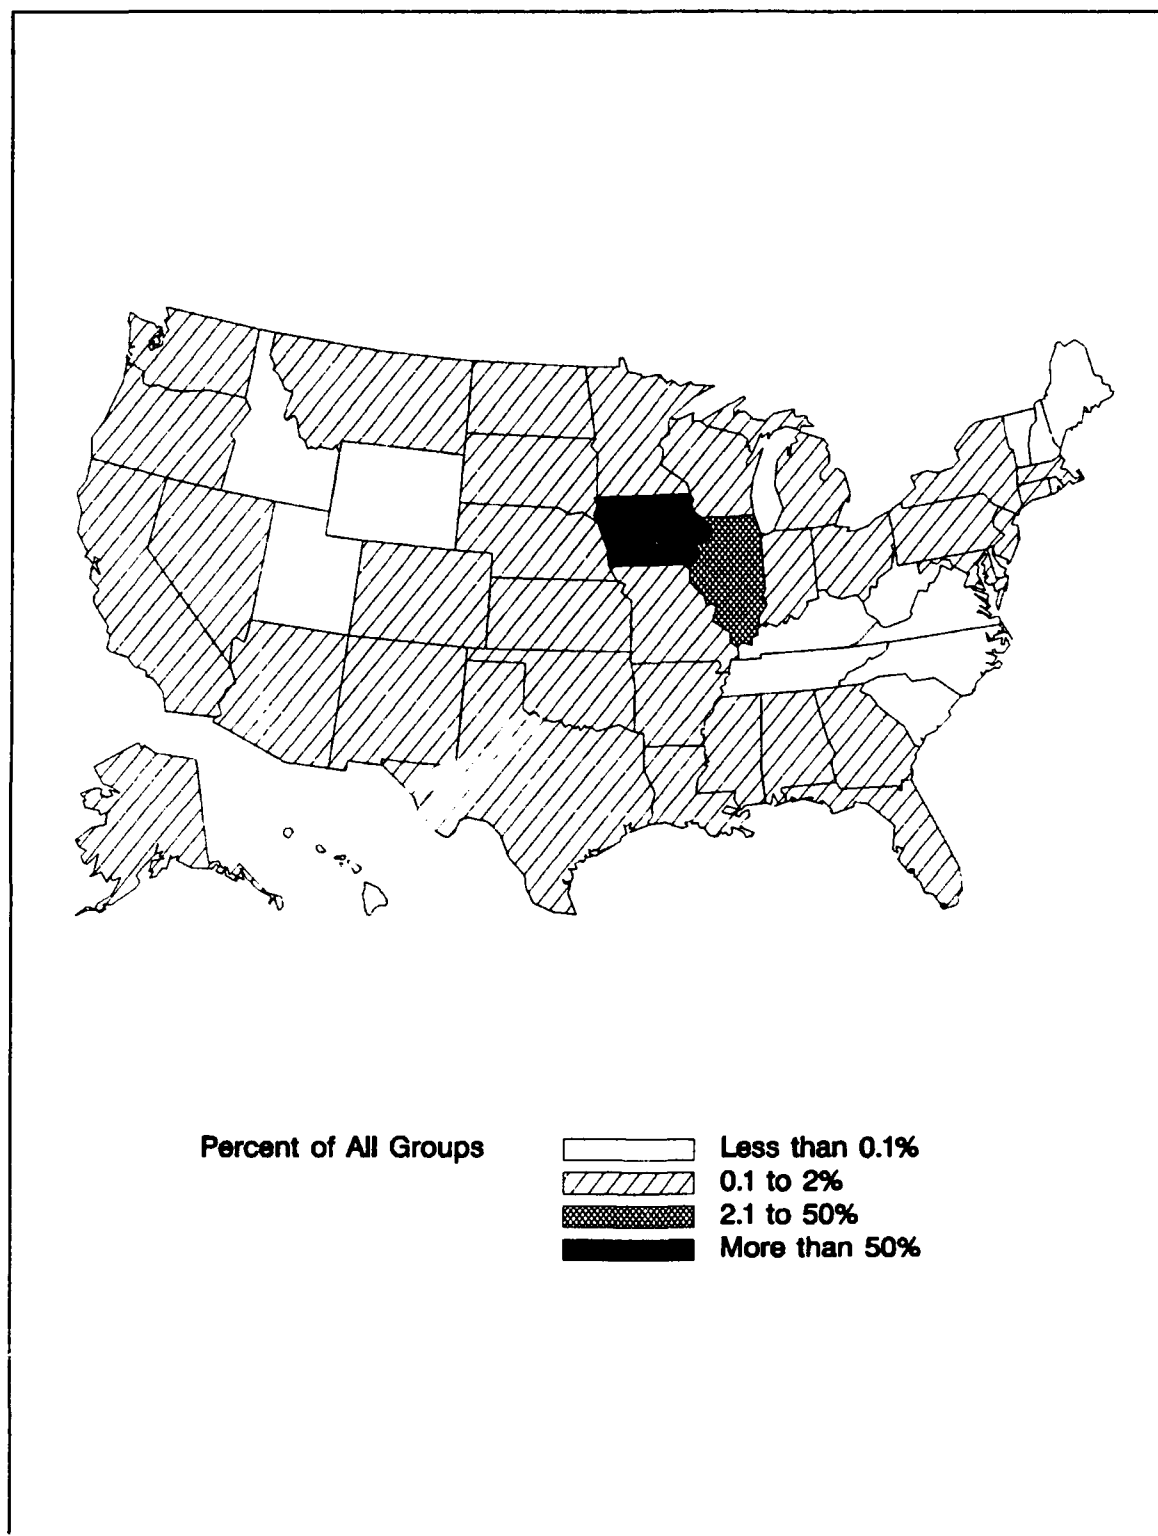 Percent of All Groups
Less than 0.1%
0.1 to 2%
2.1 to 50%
More than 50%